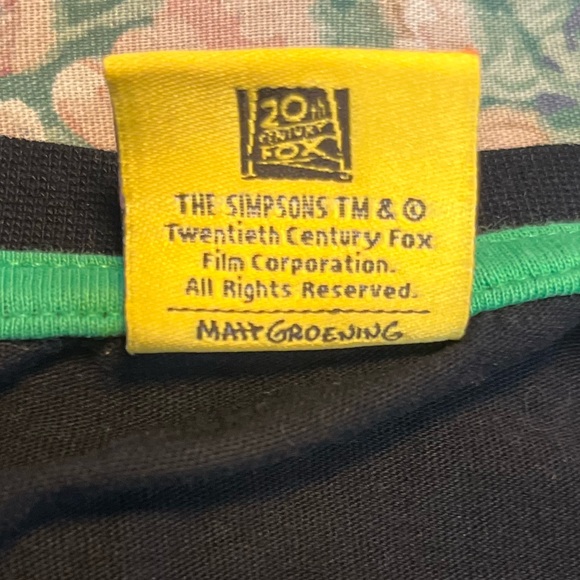 20th
CENTURY
FOX
THE SIMPSONS TM & ©
Twentieth Century Fox
Film Corporation.
All Rights Reserved.
MATT GROENING